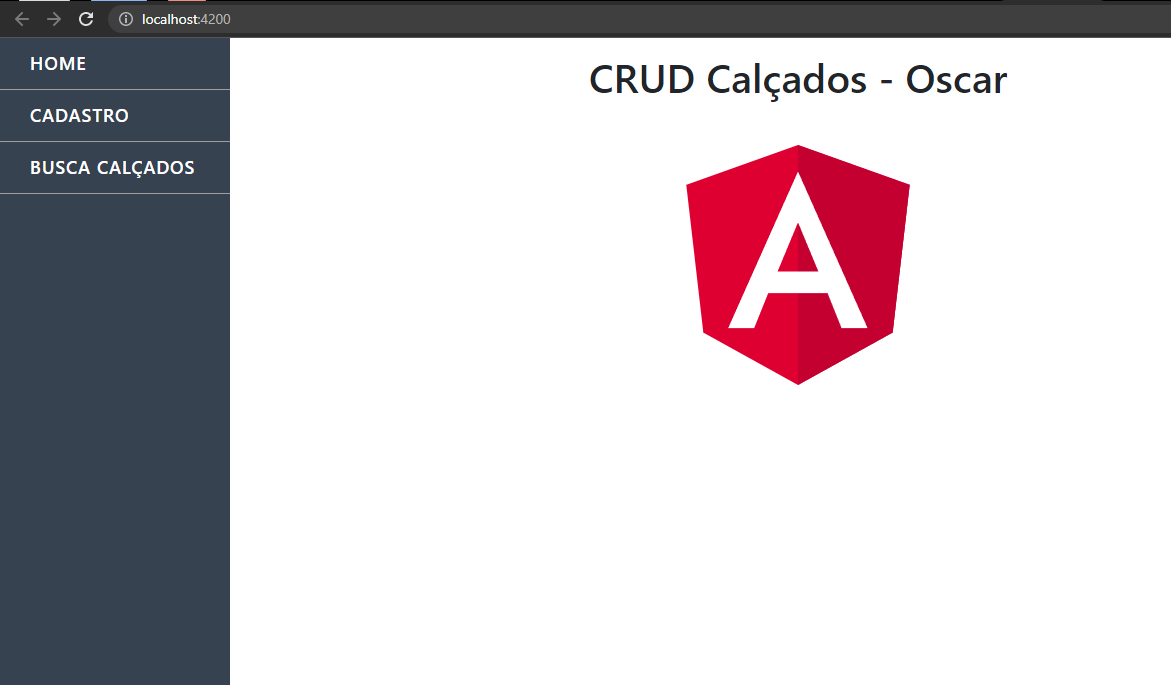 localhost:4200
HOME
CADASTRO
BUSCA CALÇADOS
CRUD Calçados - Oscar
A